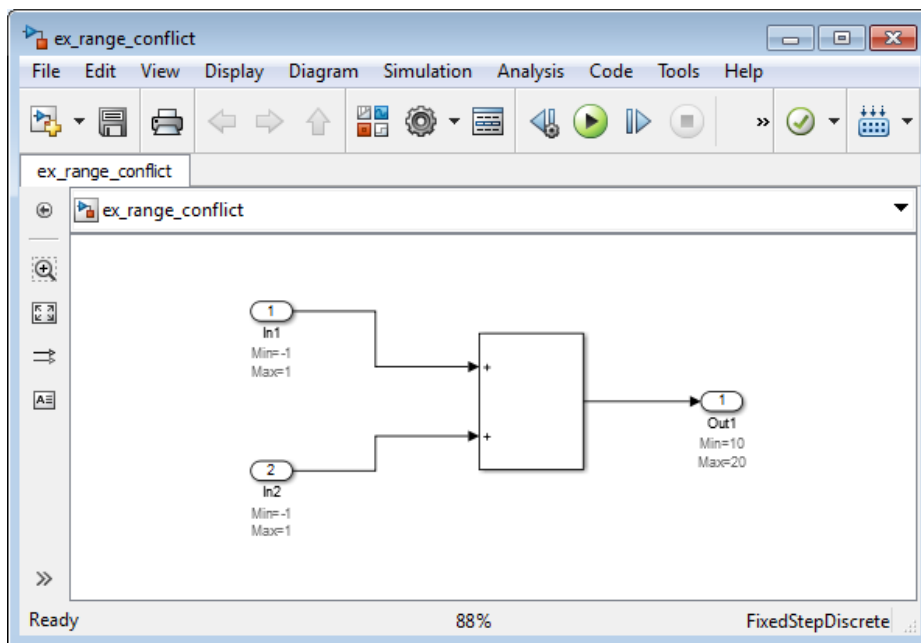 ex_range_conflict
File Edit View Display Diagram Simulation Analysis Code Tools Help
ex_range_conflict
ex_range_conflict
1
In1
Min=-1
Max=1
+
+
1
Out1
Min=10
Max=20
2
In2
Min=-1
Max=1
Ready 88% FixedStepDiscrete